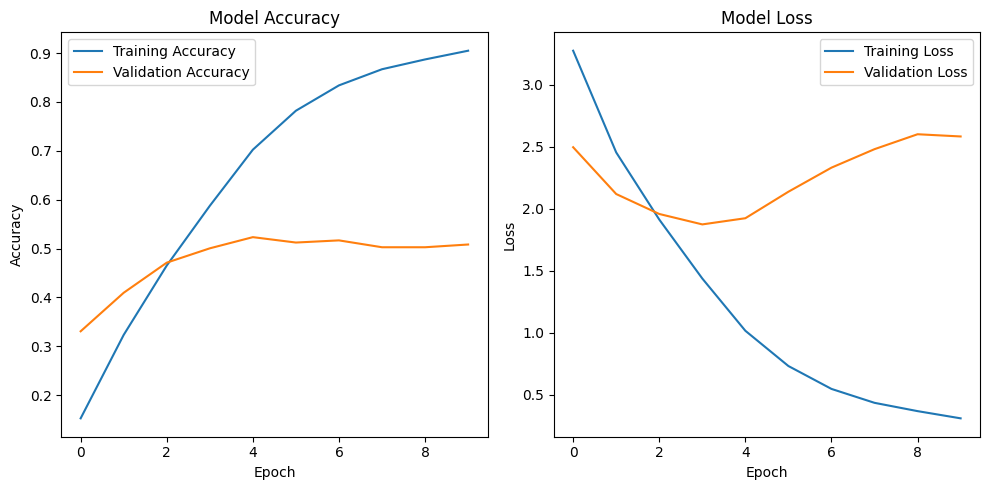 Model Accuracy
Training Accuracy
Validation Accuracy
0.9
0.8
0.7
0.6
0.5
0.4
0.3
0.2
Accuracy
0 2 4 6 8
Epoch
Model Loss
Training Loss
Validation Loss
3.0
2.5
2.0
1.5
1.0
0.5
Loss
0 2 4 6 8
Epoch